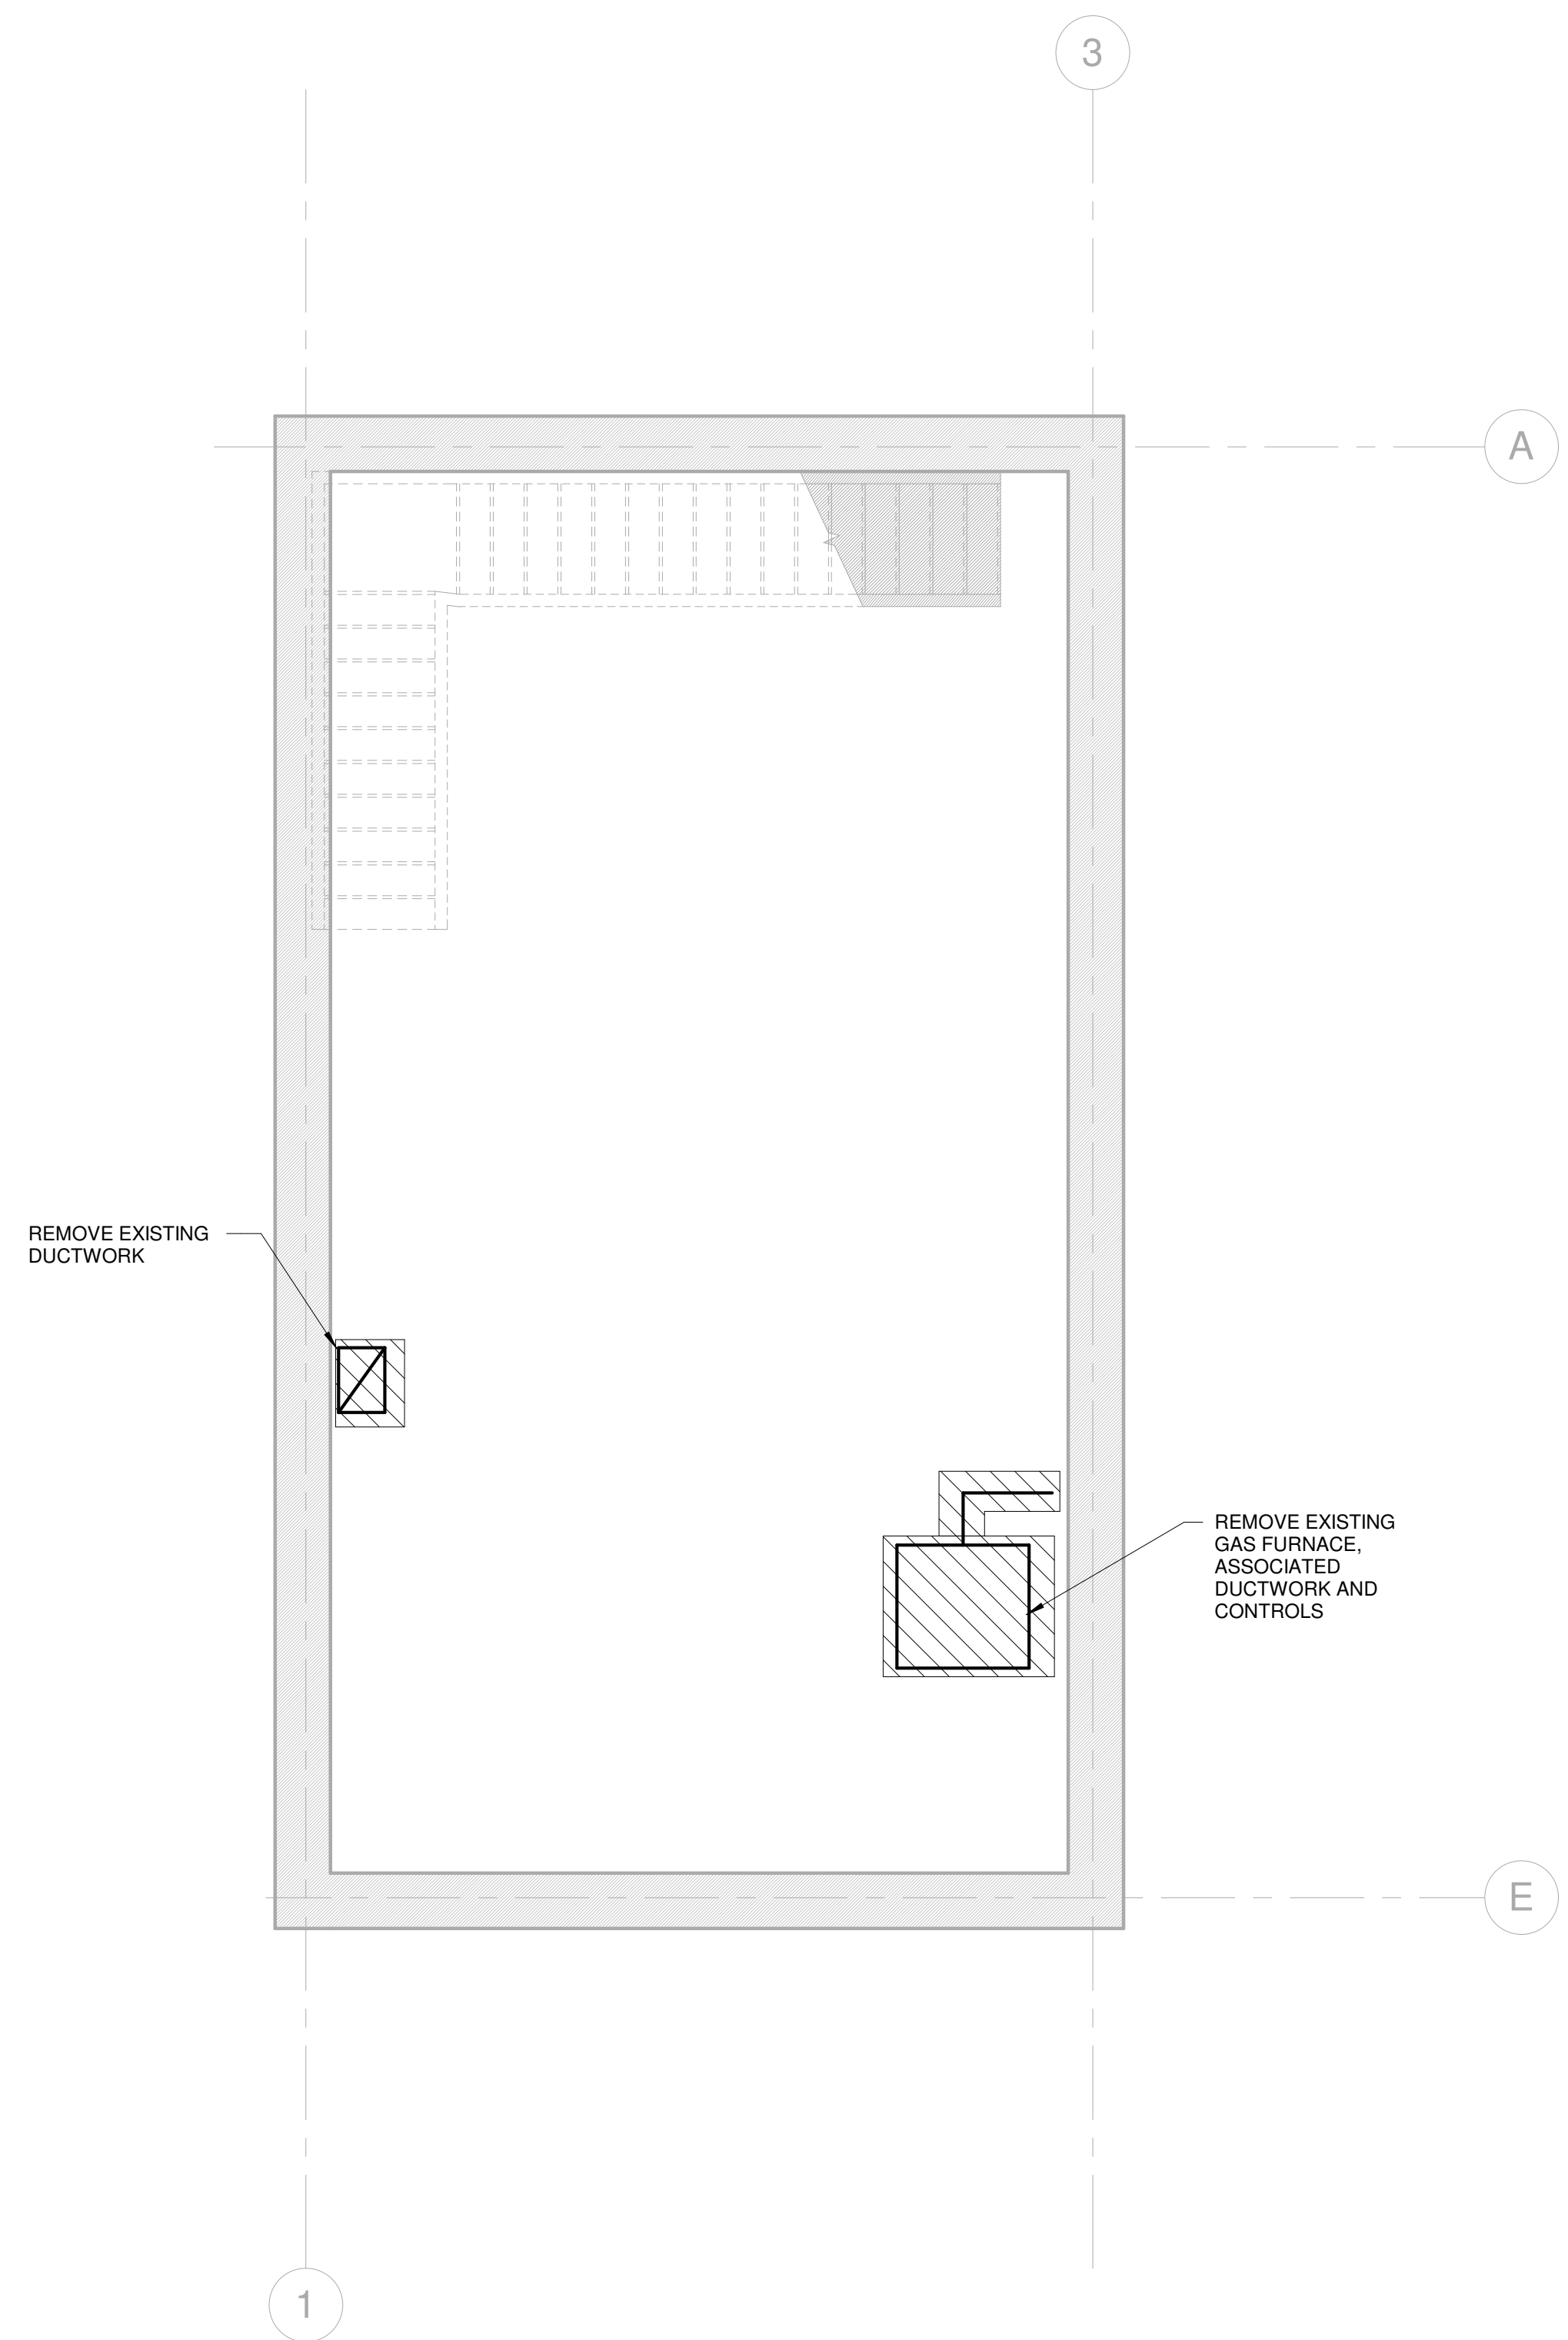 3
A
REMOVE EXISTING
DUCTWORK
REMOVE EXISTING
GAS FURNACE,
ASSOCIATED
DUCTWORK AND
CONTROLS
E
1